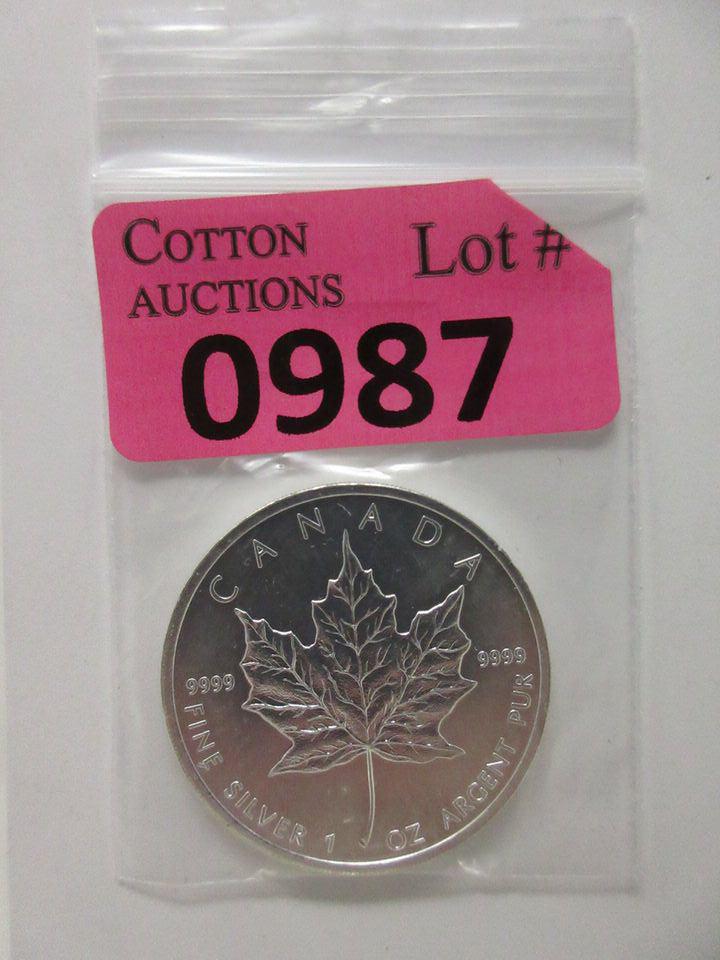 COTTON
AUCTIONS
Lot #
0987
CANADA
9999
9999
FINE SILVER 1 OZ ARGENT PUR